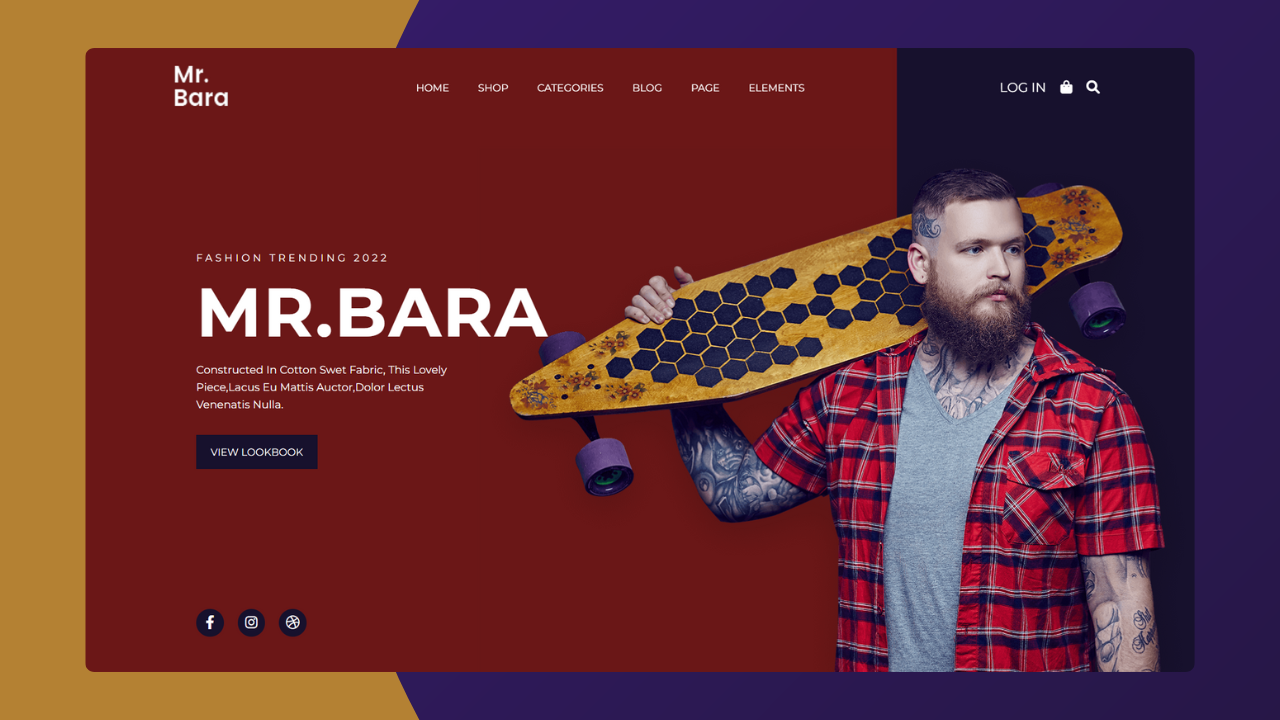 Mr.
Bara
HOME SHOP CATEGORIES BLOG PAGE ELEMENTS LOG IN
FASHION TRENDING 2022
MR.BARA
Constructed In Cotton Swet Fabric, This Lovely
Piece,Lacus Eu Mattis Auctor,Dolor Lectus
Venenatis Nulla.
VIEW LOOKBOOK